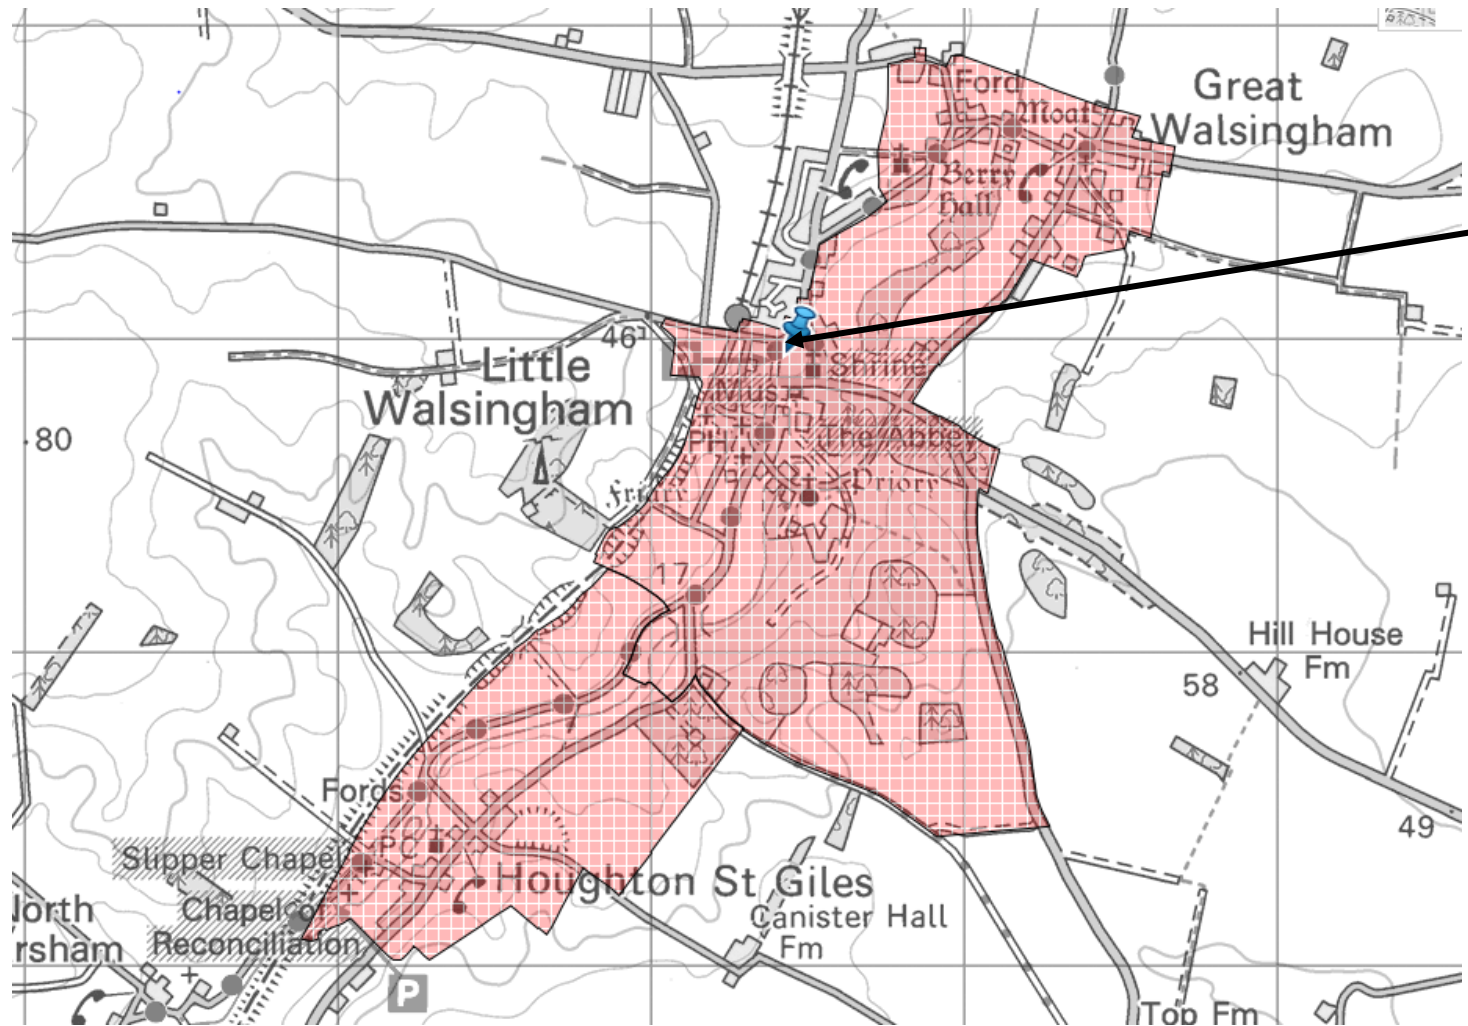 Ford
Moat
Great
Walsingham
Berry
Hall
46
Little
Walsingham
Shrine
Mus
80
PH
The Abbey
Friary
Priory
17
Hill House
Fm
58
Fords
49
Slipper Chapel
PC
Houghton St Giles
North
Chapel of
Canister Hall
Fm
rsham
Reconciliation
P
Top Fm